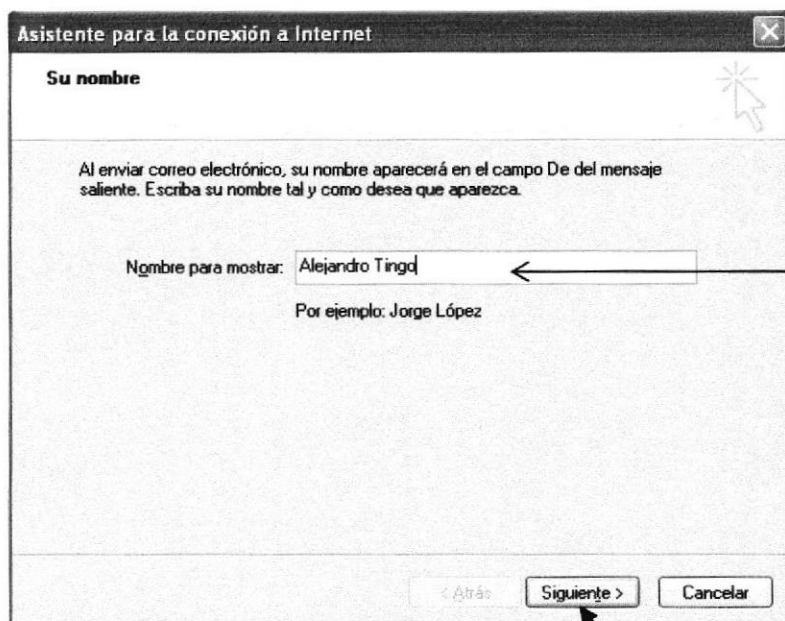 Asistente para la conexión a Internet
Su nombre
Al enviar correo electrónico, su nombre aparecerá en el campo De del mensaje
saliente. Escriba su nombre tal y como desea que aparezca.
Nombre para mostrar: Alejandro Tingo
Por ejemplo: Jorge López
< Atrás Siguiente > Cancelar